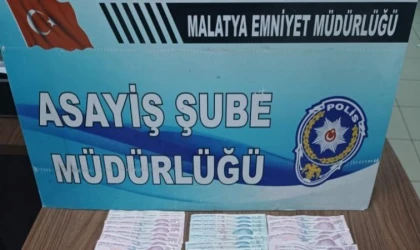 MALATYA EMNİYET MÜDÜRLÜĞÜ
ASAYİŞ ŞUBE
MÜDÜRLÜĞÜ
POLİS